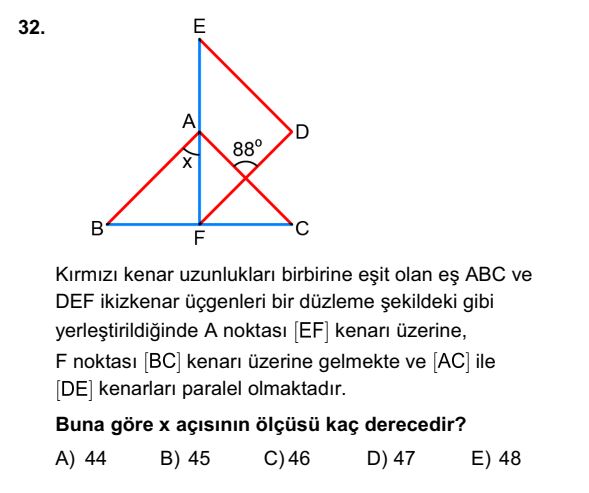 32.
E
A
D
88°
x
B
F
C
Kırmızı kenar uzunlukları birbirine eşit olan eş ABC ve
DEF ikizkenar üçgenleri bir düzleme şekildeki gibi
yerleştirildiğinde A noktası [EF] kenarı üzerine,
F noktası [BC] kenarı üzerine gelmekte ve [AC] ile
[DE] kenarları paralel olmaktadır.
Buna göre x açısının ölçüsü kaç derecedir?
A) 44 B) 45 C) 46 D) 47 E) 48